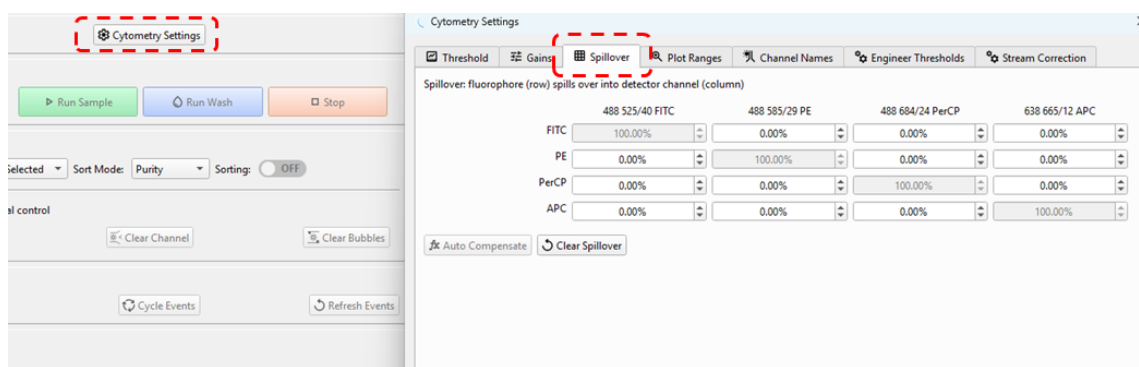 Cytometry Settings
Run Sample
Run Wash
Stop
Selected
Sort Mode:
Purity
Sorting:
OFF
al control
Clear Channel
Clear Bubbles
Cycle Events
Refresh Events
Cytometry Settings
Threshold
Gains
Spillover
Plot Ranges
Channel Names
Engineer Thresholds
Stream Correction
Spillover: fluorophore (row) spills over into detector channel (column)
488 525/40 FITC 488 585/29 PE 488 684/24 PerCP 638 665/12 APC
FITC 100.00% 0.00% 0.00% 0.00%
PE 0.00% 100.00% 0.00% 0.00%
PerCP 0.00% 0.00% 100.00% 0.00%
APC 0.00% 0.00% 0.00% 100.00%
fx Auto Compensate
Clear Spillover